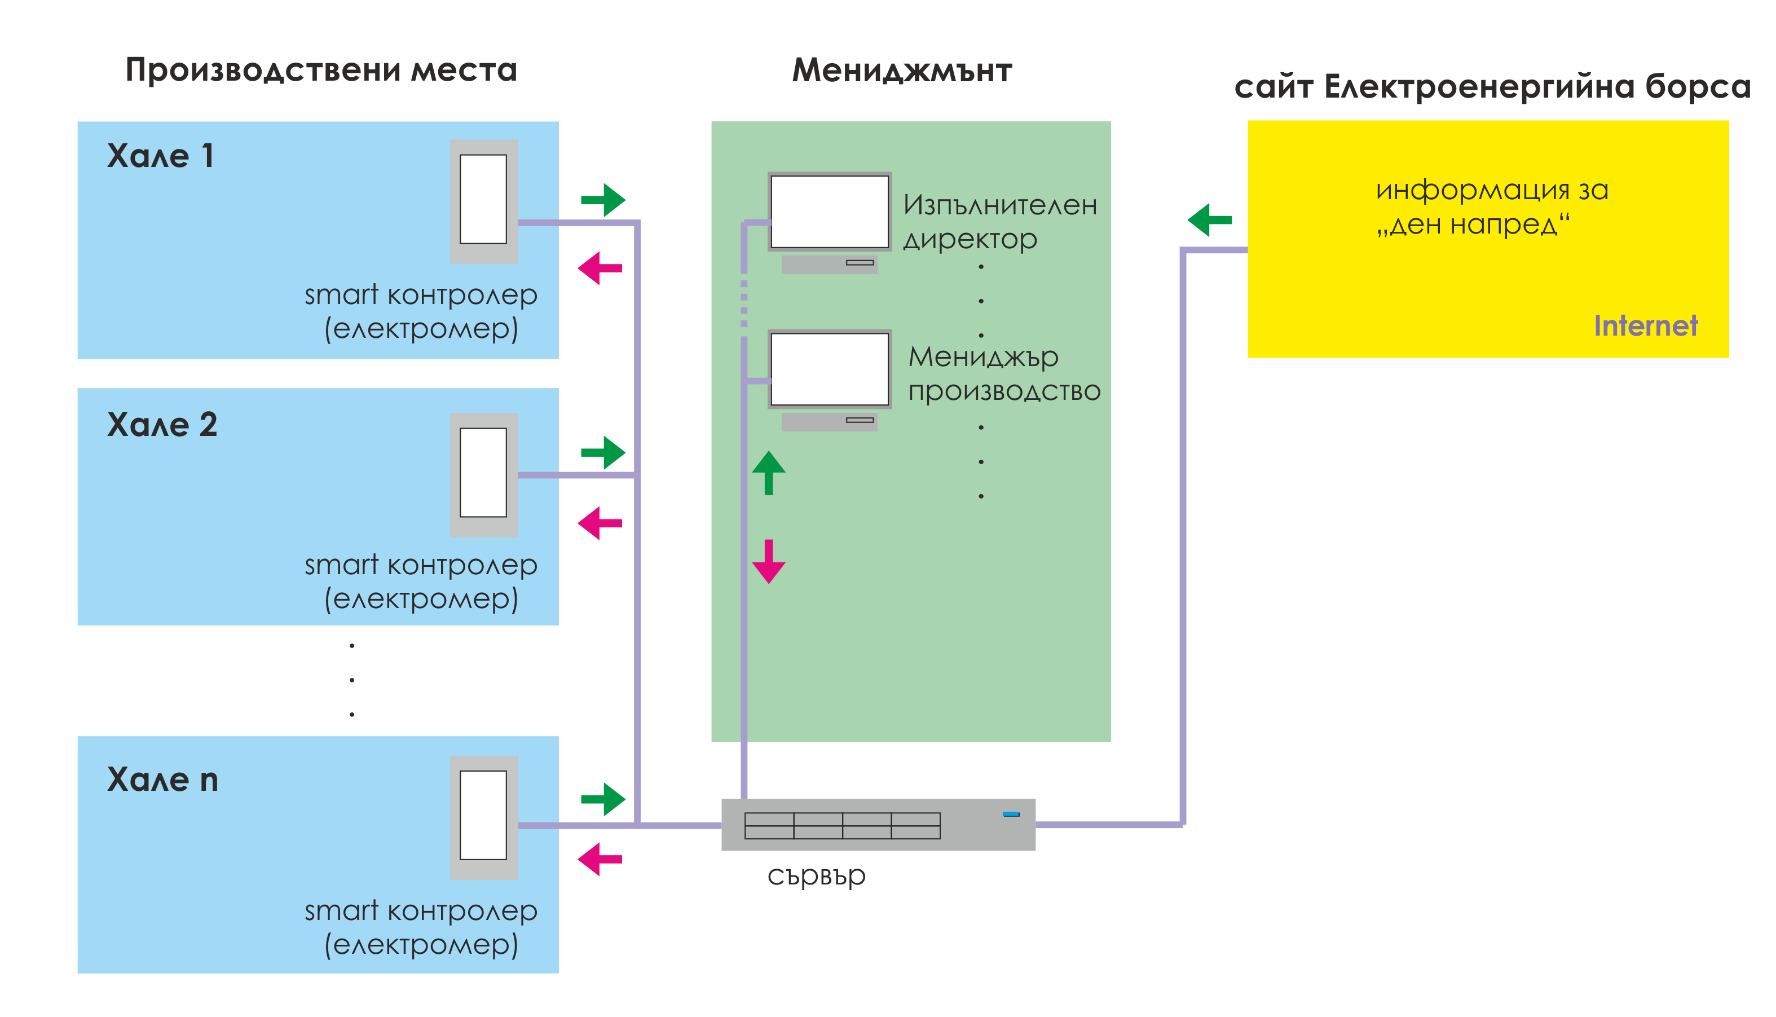 Производствени места
Хале 1
smart контролер
(електромер)
Хале 2
smart контролер
(електромер)
Хале n
smart контролер
(електромер)
Мениджмънт
Изпълнителен
директор
Мениджър
производство
сървър
сайт Електроенергийна борса
информация за
„ден напред“
Internet